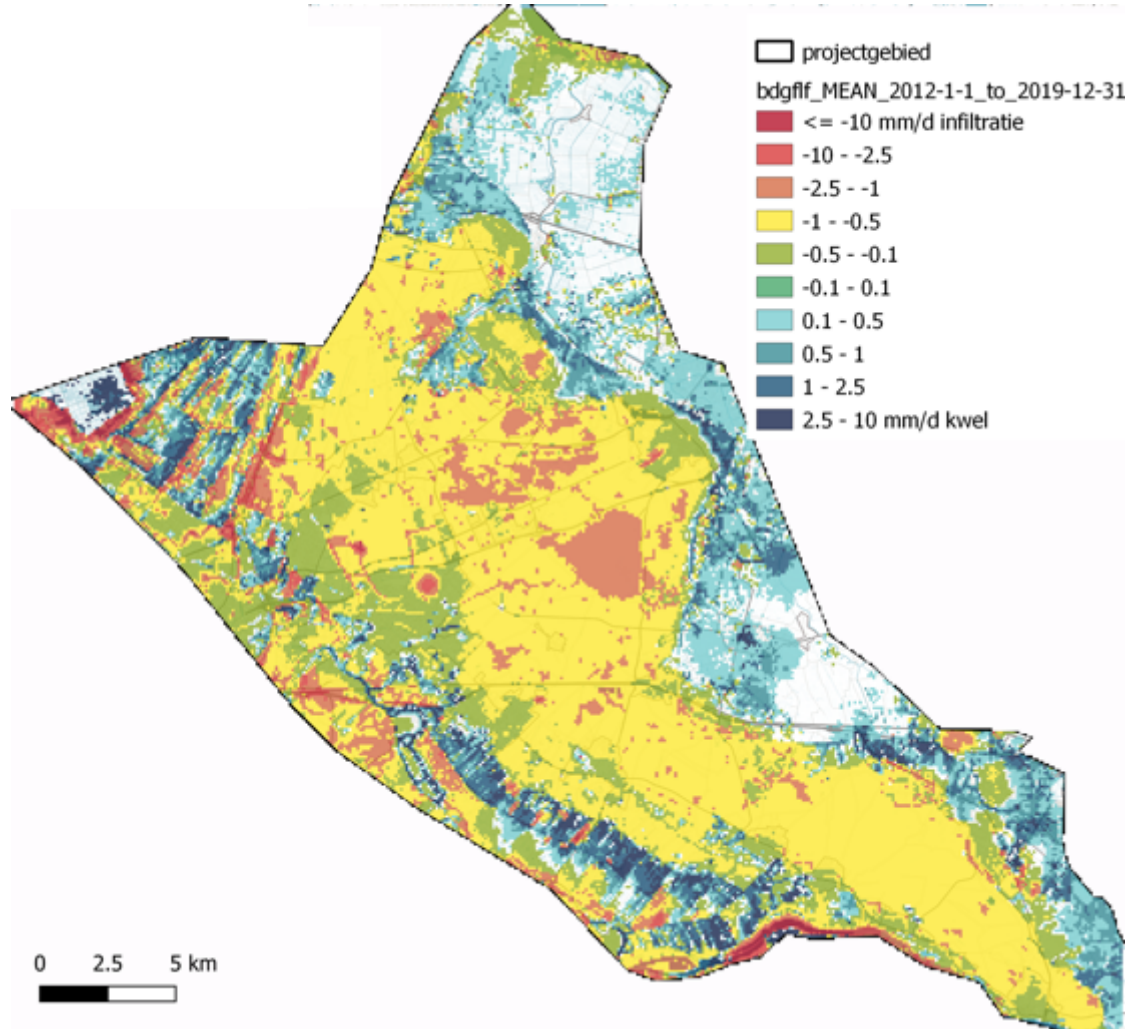 projectgebied
bdgflf_MEAN_2012-1-1_to_2019-12-31
<= -10 mm/d infiltratie
-10 - -2.5
-2.5 - -1
-1 - -0.5
-0.5 - -0.1
-0.1 - 0.1
0.1 - 0.5
0.5 - 1
1 - 2.5
2.5 - 10 mm/d kwel
0 2.5 5 km